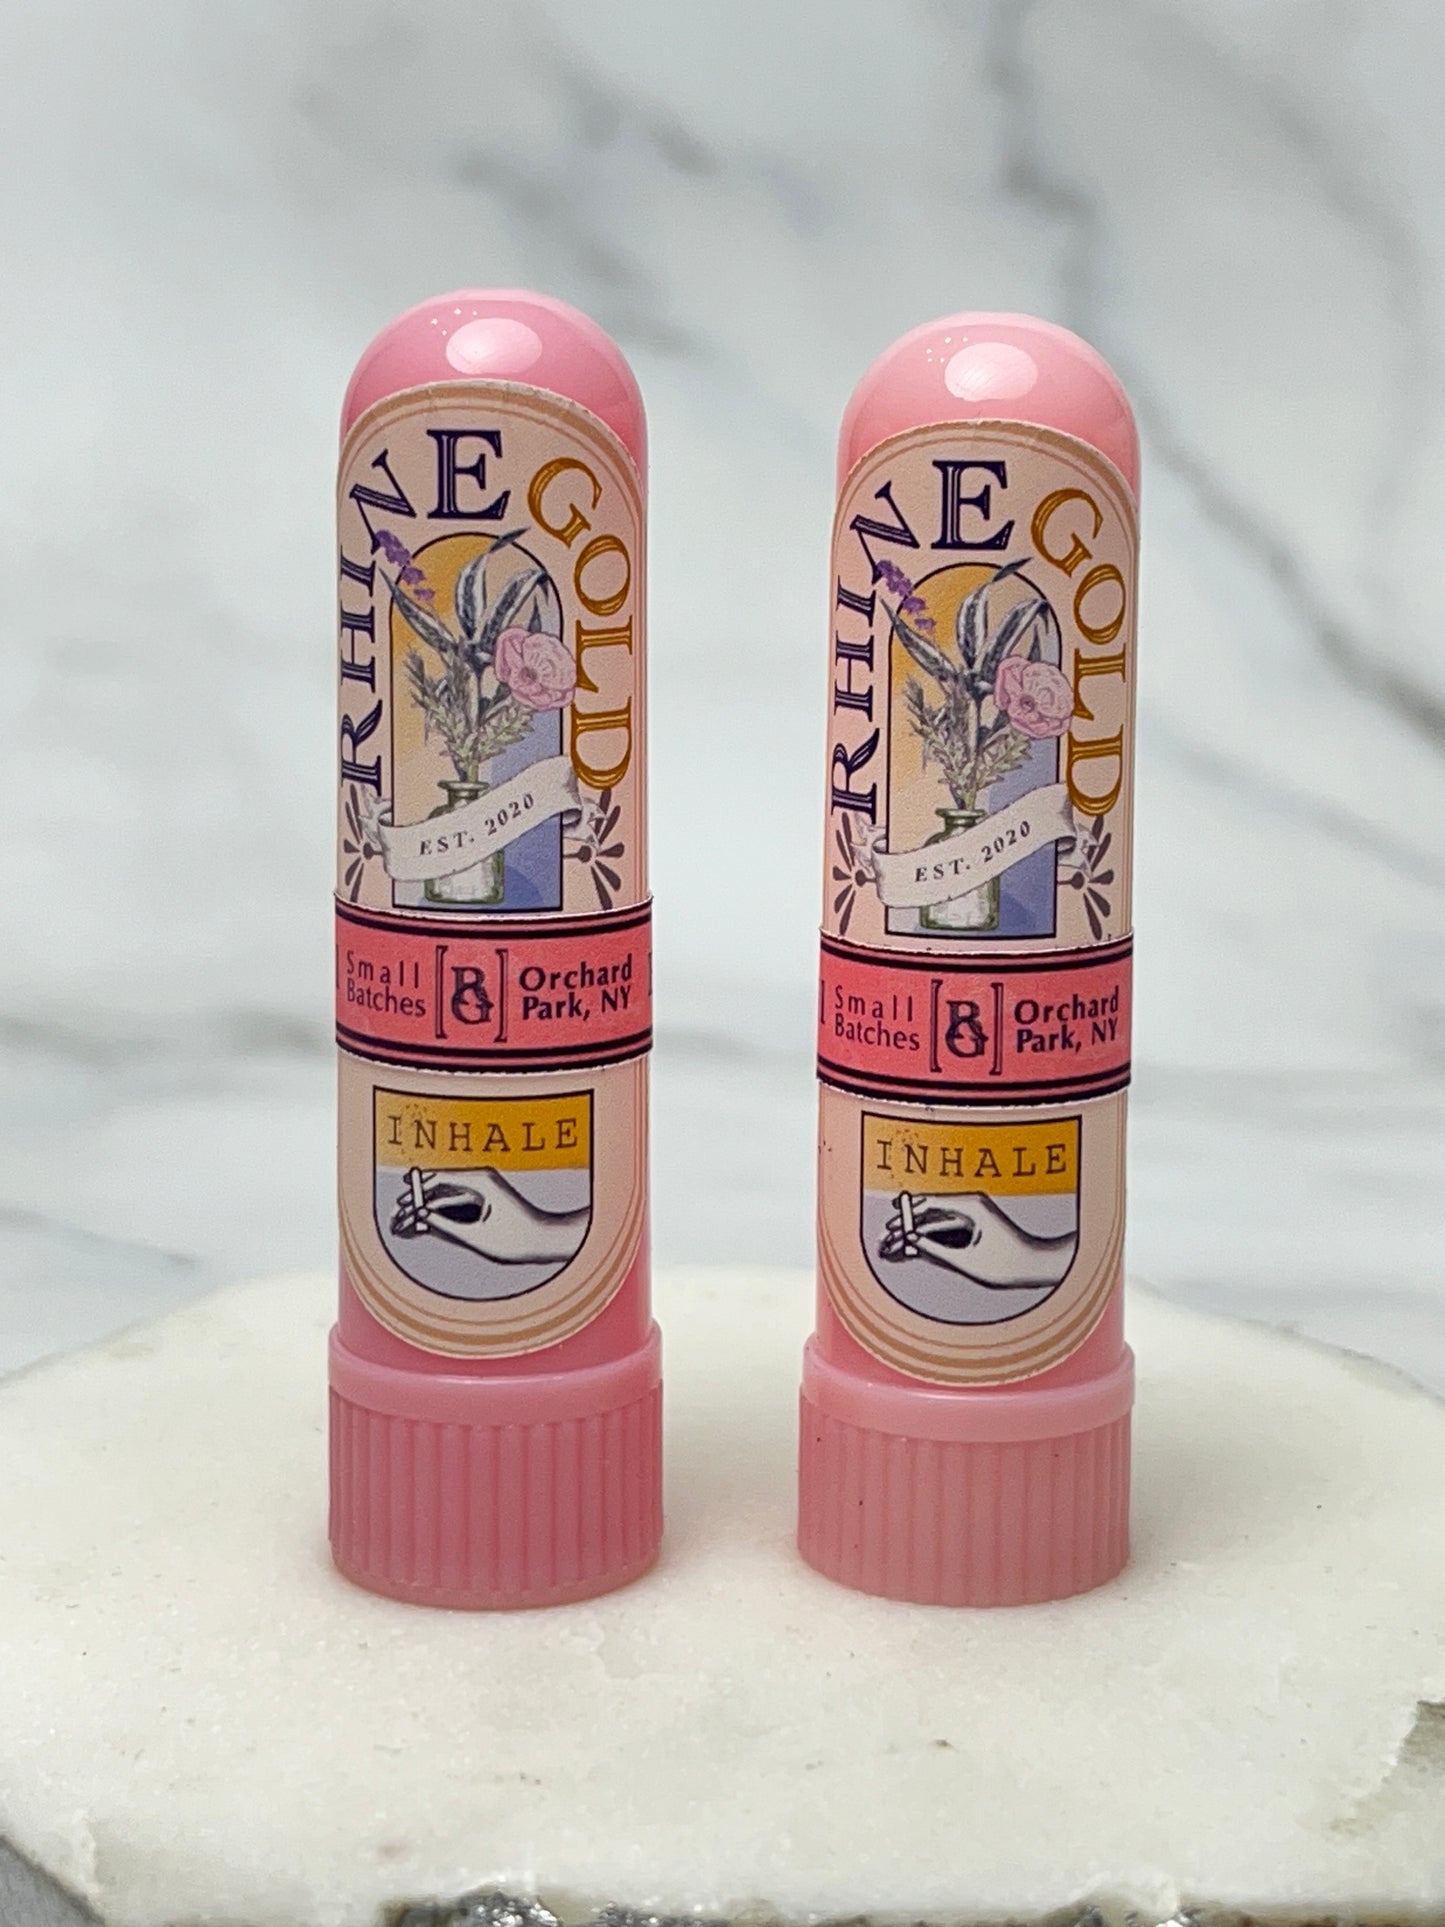 RHINE GOLD
EST. 2020
Small
Batches
RG
Orchard
Park, NY
INHALE
RHINE GOLD
EST. 2020
Small
Batches
RG
Orchard
Park, NY
INHALE